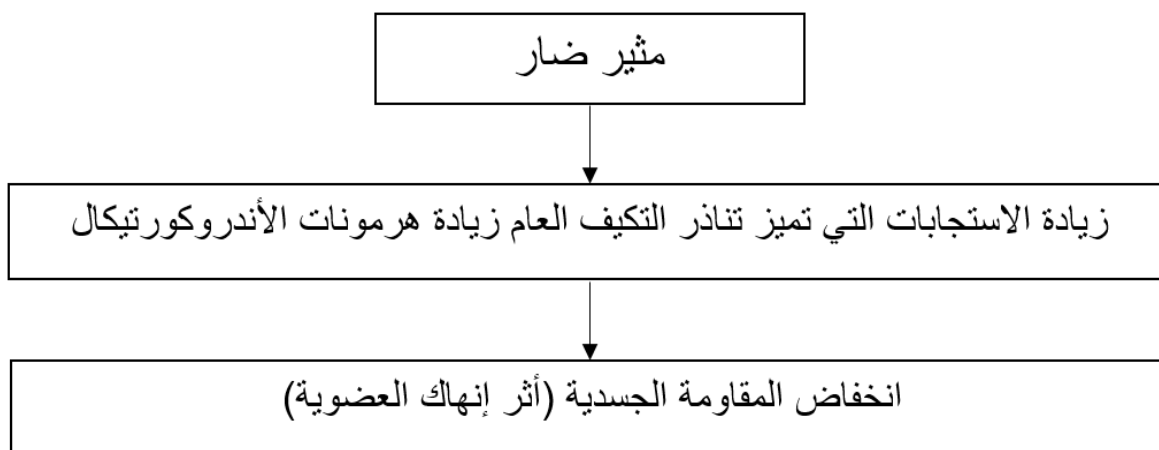 مثير ضار
زيادة الاستجابات التي تميز تناذر التكيف العام زيادة هرمونات الأندروكورتيكال
انخفاض المقاومة الجسدية (أثر إنهاك العضوية)